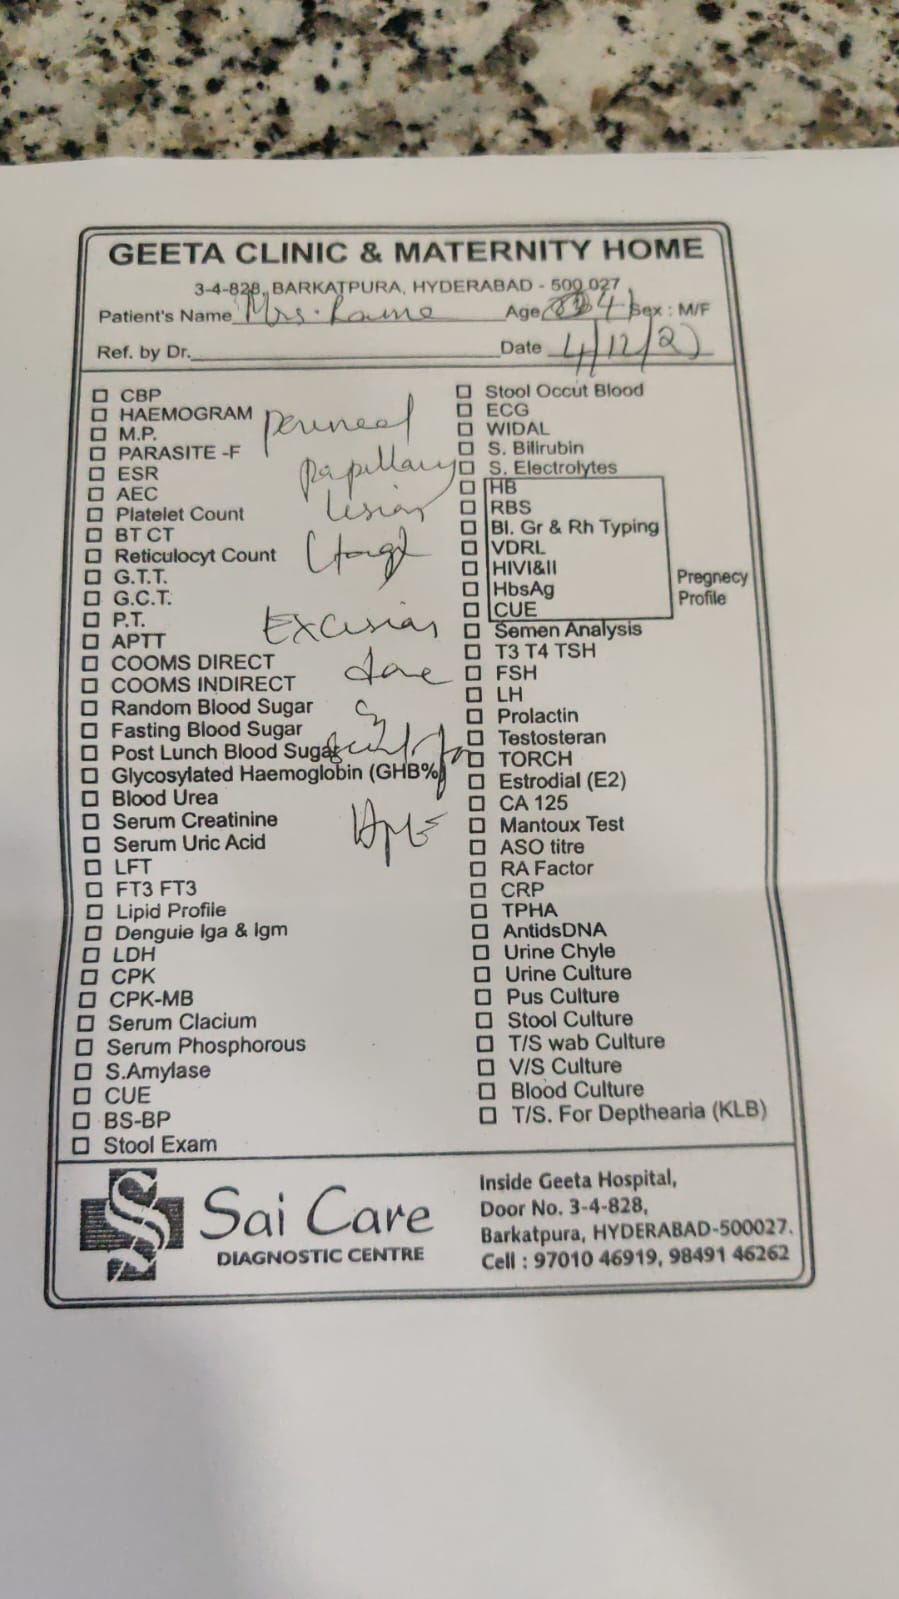 GEETA CLINIC & MATERNITY HOME
3-4-828, BARKATPURA, HYDERABAD - 500 027
Patient's Name Mrs. Age Sex : M/F
Ref. by Dr. Date 4/12/2
CBP
HAEMOGRAM
M.P.
PARASITE -F
ESR
AEC
Platelet Count
BT CT
Reticulocyt Count
G.T.T.
G.C.T.
P.T.
APTT
COOMS DIRECT
COOMS INDIRECT
Random Blood Sugar
Fasting Blood Sugar
Post Lunch Blood Sugar
Glycosylated Haemoglobin (GHB%)
Blood Urea
Serum Creatinine
Serum Uric Acid
LFT
FT3 FT3
Lipid Profile
Denguie Iga & Igm
LDH
CPK
CPK-MB
Serum Clacium
Serum Phosphorous
S.Amylase
CUE
BS-BP
Stool Exam
perineal
papillary
lesion
Excision
done
HPE
Stool Occut Blood
ECG
WIDAL
S. Bilirubin
S. Electrolytes
HB
RBS
Bl. Gr & Rh Typing
VDRL
HIVI&II
HbsAg
CUE
Pregnecy
Profile
Semen Analysis
T3 T4 TSH
FSH
LH
Prolactin
Testosteran
TORCH
Estrodial (E2)
CA 125
Mantoux Test
ASO titre
RA Factor
CRP
TPHA
AntidsDNA
Urine Chyle
Urine Culture
Pus Culture
Stool Culture
T/S wab Culture
V/S Culture
Blood Culture
T/S. For Depthearia (KLB)
Sai Care
DIAGNOSTIC CENTRE
Inside Geeta Hospital,
Door No. 3-4-828,
Barkatpura, HYDERABAD-500027.
Cell : 97010 46919, 98491 46262